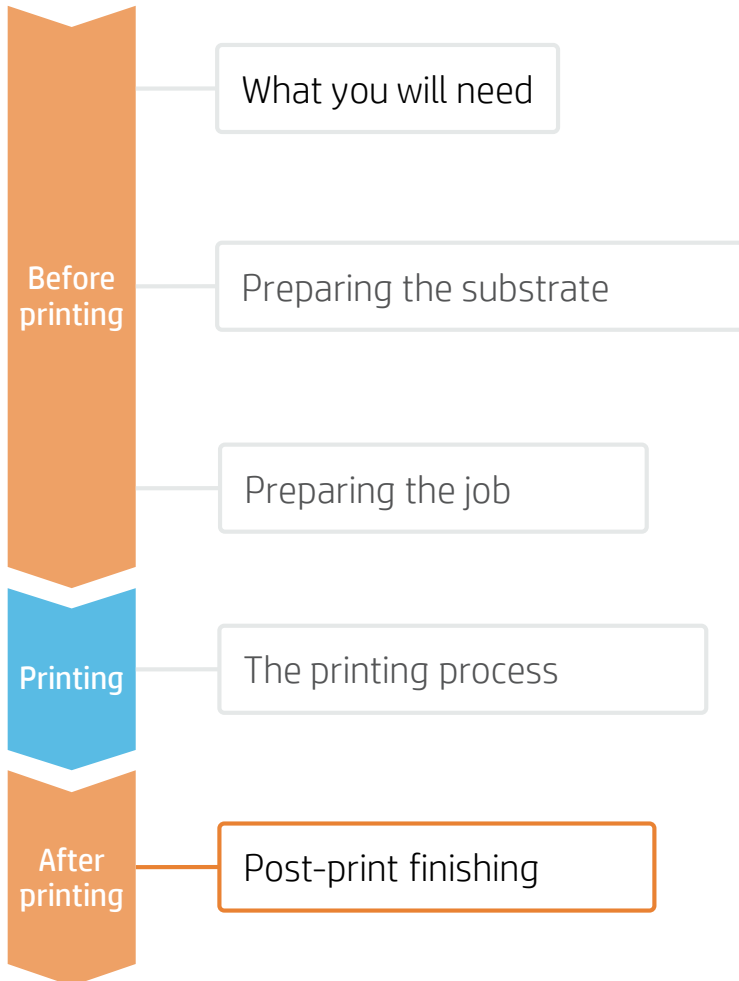 What you will need
Before
printing
Preparing the substrate
Preparing the job
Printing
The printing process
After
printing
Post-print finishing